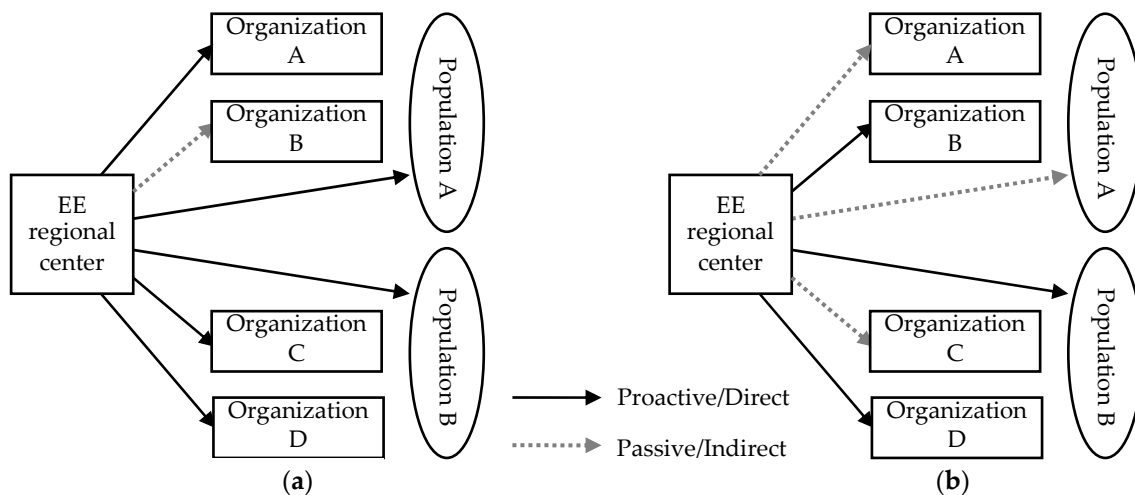 Organization
A
Organization
B
Population A
EE
regional
center
Organization
C
Organization
D
Population B
(a)
Proactive/Direct
Passive/Indirect
Organization
A
Organization
B
Population A
EE
regional
center
Organization
C
Organization
D
Population B
(b)